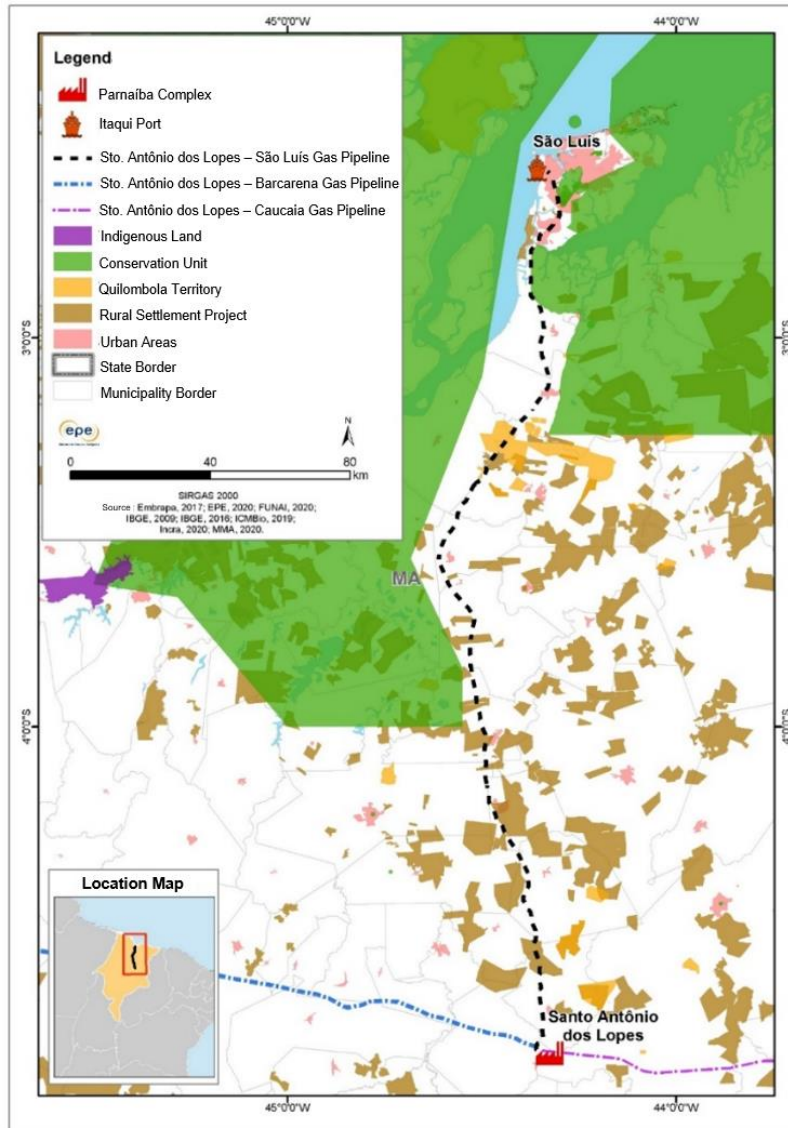 45°0'0"W
44°0'0"W
Legend
Parnaíba Complex
Itaqui Port
Sto. Antônio dos Lopes – São Luís Gas Pipeline
Sto. Antônio dos Lopes – Barcarena Gas Pipeline
Sto. Antônio dos Lopes – Caucaia Gas Pipeline
Indigenous Land
Conservation Unit
Quilombola Territory
Rural Settlement Project
Urban Areas
State Border
Municipality Border
epe
N
0 40 80
km
SIRGAS 2000
Source : Embrapa, 2017; EPE, 2020; FUNAI, 2020;
IBGE, 2009; IBGE, 2016; ICMBio, 2019;
Incra, 2020; MMA, 2020.
São Luís
3°0'0"S
3°0'0"S
MA
4°0'0"S
4°0'0"S
Location Map
Santo Antônio
dos Lopes
45°0'0"W
44°0'0"W